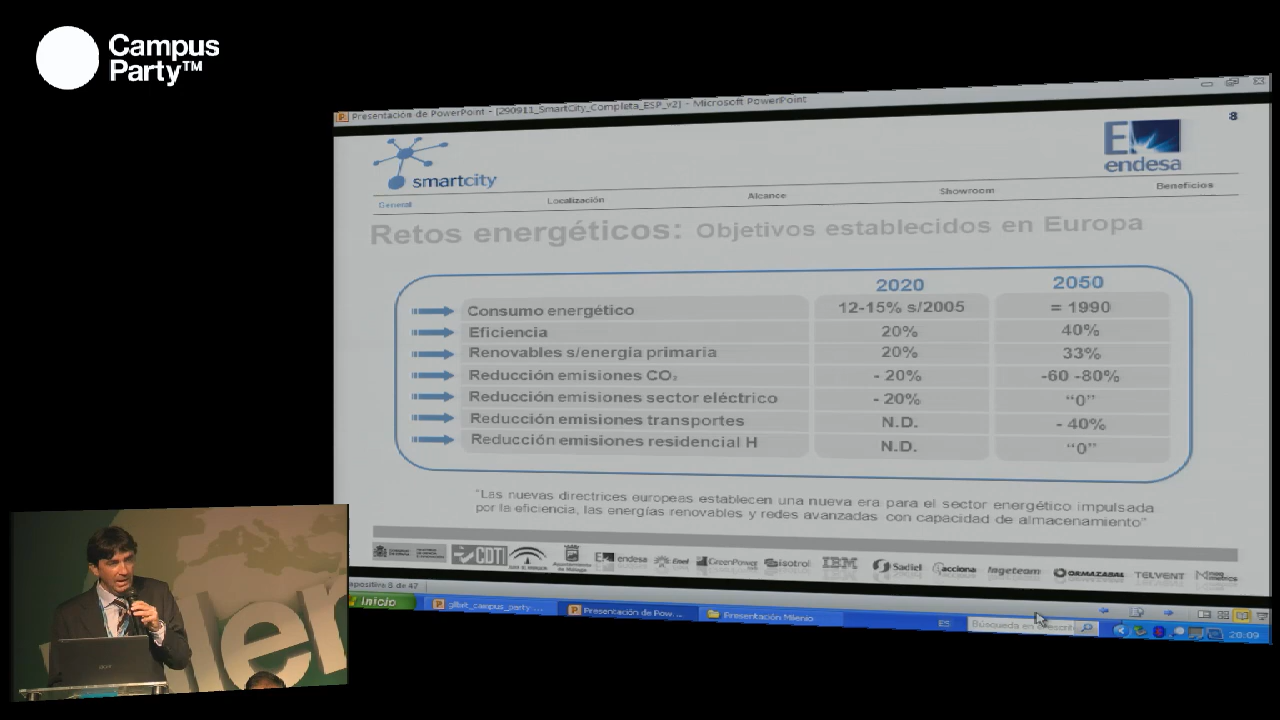 Campus
Party™
Presentación de PowerPoint - [290911_SmartCity_Completa_ESP_v2] - Microsoft PowerPoint
8
smartcity
endesa
General
Localización
Alcance
Showroom
Beneficios
Retos energéticos: Objetivos establecidos en Europa
2020 2050
Consumo energético 12-15% s/2005 = 1990
Eficiencia 20% 40%
Renovables s/energía primaria 20% 33%
Reducción emisiones CO₂ - 20% -60 -80%
Reducción emisiones sector eléctrico - 20% “0”
Reducción emisiones transportes N.D. - 40%
Reducción emisiones residencial H N.D. “0”
“Las nuevas directrices europeas establecen una nueva era para el sector energético impulsada
por la eficiencia, las energías renovables y redes avanzadas con capacidad de almacenamiento”
CDTI
endesa
Enel
GreenPower
isotrol
IBM
Sadiel
acciona
Ingeteam
ORMAZABAL
TELVENT
de 47
Inicio
Presentación de Pow...
Presentación Milenio
ES
Búsqueda en
20:09
acer